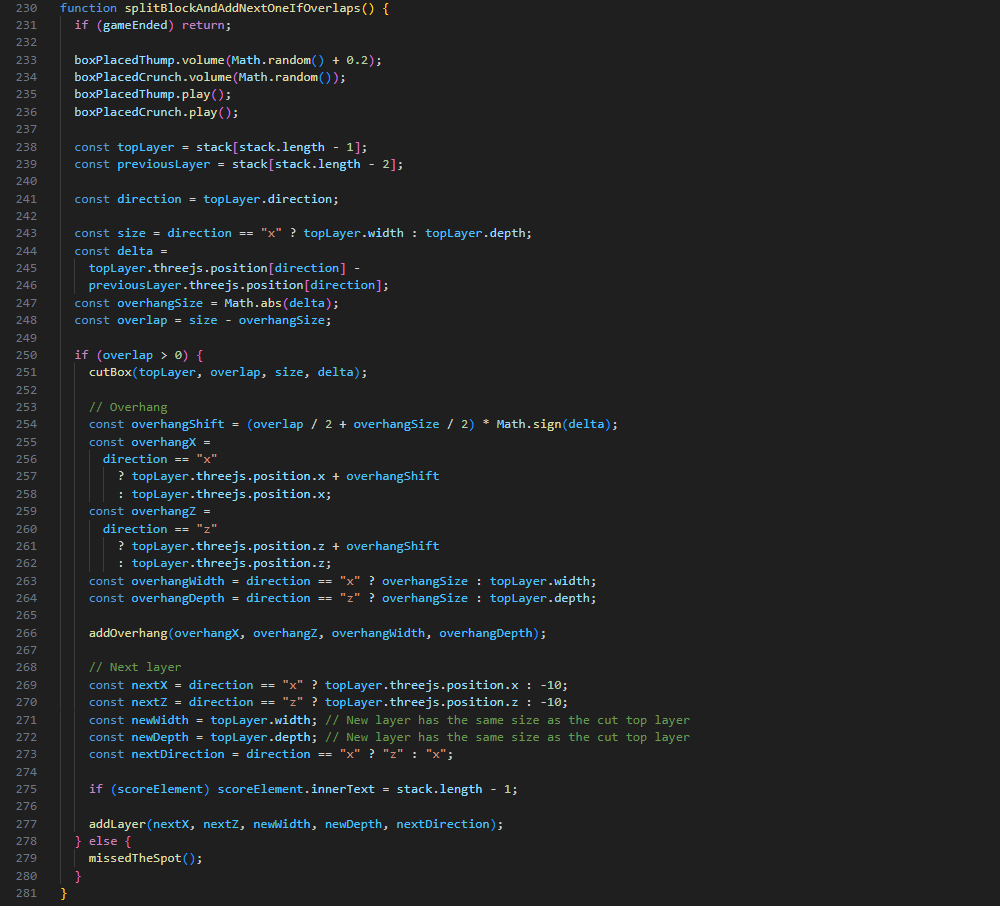 230 function splitBlockAndAddNextOneIfOverlaps() {
231   if (gameEnded) return;
232
233   boxPlacedThump.volume(Math.random() + 0.2);
234   boxPlacedCrunch.volume(Math.random());
235   boxPlacedThump.play();
236   boxPlacedCrunch.play();
237
238   const topLayer = stack[stack.length - 1];
239   const previousLayer = stack[stack.length - 2];
240
241   const direction = topLayer.direction;
242
243   const size = direction == "x" ? topLayer.width : topLayer.depth;
244   const delta =
245     topLayer.threejs.position[direction] -
246     previousLayer.threejs.position[direction];
247   const overhangSize = Math.abs(delta);
248   const overlap = size - overhangSize;
249
250   if (overlap > 0) {
251     cutBox(topLayer, overlap, size, delta);
252
253     // Overhang
254     const overhangShift = (overlap / 2 + overhangSize / 2) * Math.sign(delta);
255     const overhangX =
256       direction == "x"
257         ? topLayer.threejs.position.x + overhangShift
258         : topLayer.threejs.position.x;
259     const overhangZ =
260       direction == "z"
261         ? topLayer.threejs.position.z + overhangShift
262         : topLayer.threejs.position.z;
263     const overhangWidth = direction == "x" ? overhangSize : topLayer.width;
264     const overhangDepth = direction == "z" ? overhangSize : topLayer.depth;
265
266     addOverhang(overhangX, overhangZ, overhangWidth, overhangDepth);
267
268     // Next layer
269     const nextX = direction == "x" ? topLayer.threejs.position.x : -10;
270     const nextZ = direction == "z" ? topLayer.threejs.position.z : -10;
271     const newWidth = topLayer.width; // New layer has the same size as the cut top layer
272     const newDepth = topLayer.depth; // New layer has the same size as the cut top layer
273     const nextDirection = direction == "x" ? "z" : "x";
274
275     if (scoreElement) scoreElement.innerText = stack.length - 1;
276
277     addLayer(nextX, nextZ, newWidth, newDepth, nextDirection);
278   } else {
279     missedTheSpot();
280   }
281 }